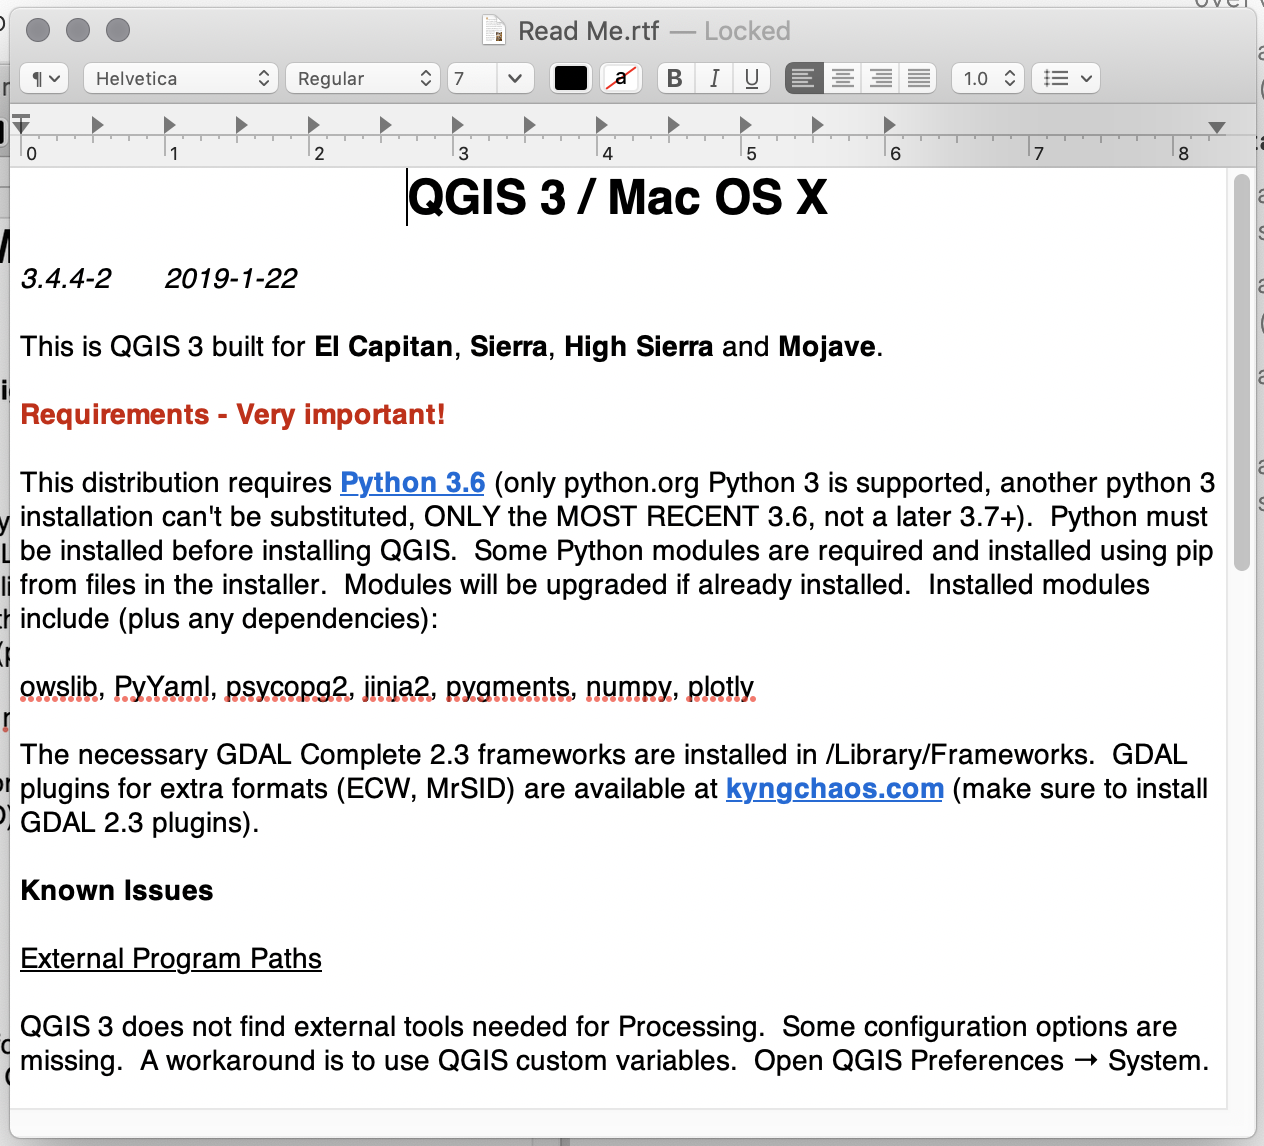 Read Me.rtf — Locked
¶ Helvetica Regular 7 a B I U 1.0
0 1 2 3 4 5 6 7 8
QGIS 3 / Mac OS X
3.4.4-2 2019-1-22
This is QGIS 3 built for El Capitan, Sierra, High Sierra and Mojave.
Requirements - Very important!
This distribution requires Python 3.6 (only python.org Python 3 is supported, another python 3
installation can't be substituted, ONLY the MOST RECENT 3.6, not a later 3.7+).  Python must
be installed before installing QGIS.  Some Python modules are required and installed using pip
from files in the installer.  Modules will be upgraded if already installed.  Installed modules
include (plus any dependencies):
owslib, PyYaml, psycopg2, jinja2, pygments, numpy, plotly
The necessary GDAL Complete 2.3 frameworks are installed in /Library/Frameworks.  GDAL
plugins for extra formats (ECW, MrSID) are available at kyngchaos.com (make sure to install
GDAL 2.3 plugins).
Known Issues
External Program Paths
QGIS 3 does not find external tools needed for Processing.  Some configuration options are
missing.  A workaround is to use QGIS custom variables.  Open QGIS Preferences → System.